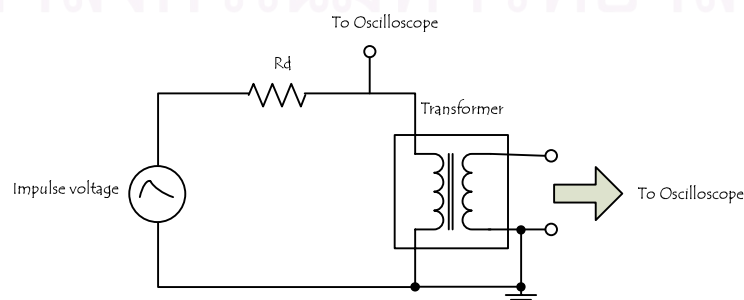 To Oscilloscope
Rd
Transformer
Impulse voltage
To Oscilloscope